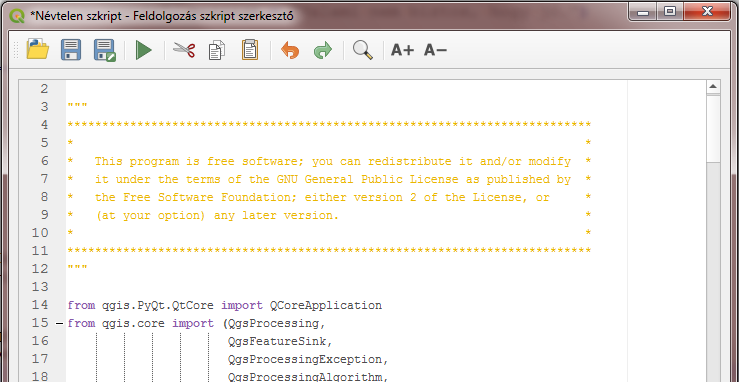 *Névtelen szkript - Feldolgozás szkript szerkesztő
A+ A−
2
3 """
4 ***************************************************************************
5 * *
6 * This program is free software; you can redistribute it and/or modify *
7 * it under the terms of the GNU General Public License as published by *
8 * the Free Software Foundation; either version 2 of the License, or *
9 * (at your option) any later version. *
10 * *
11 ***************************************************************************
12 """
13
14 from qgis.PyQt.QtCore import QCoreApplication
15 from qgis.core import (QgsProcessing,
16 QgsFeatureSink,
17 QgsProcessingException,
18 QgsProcessingAlgorithm,